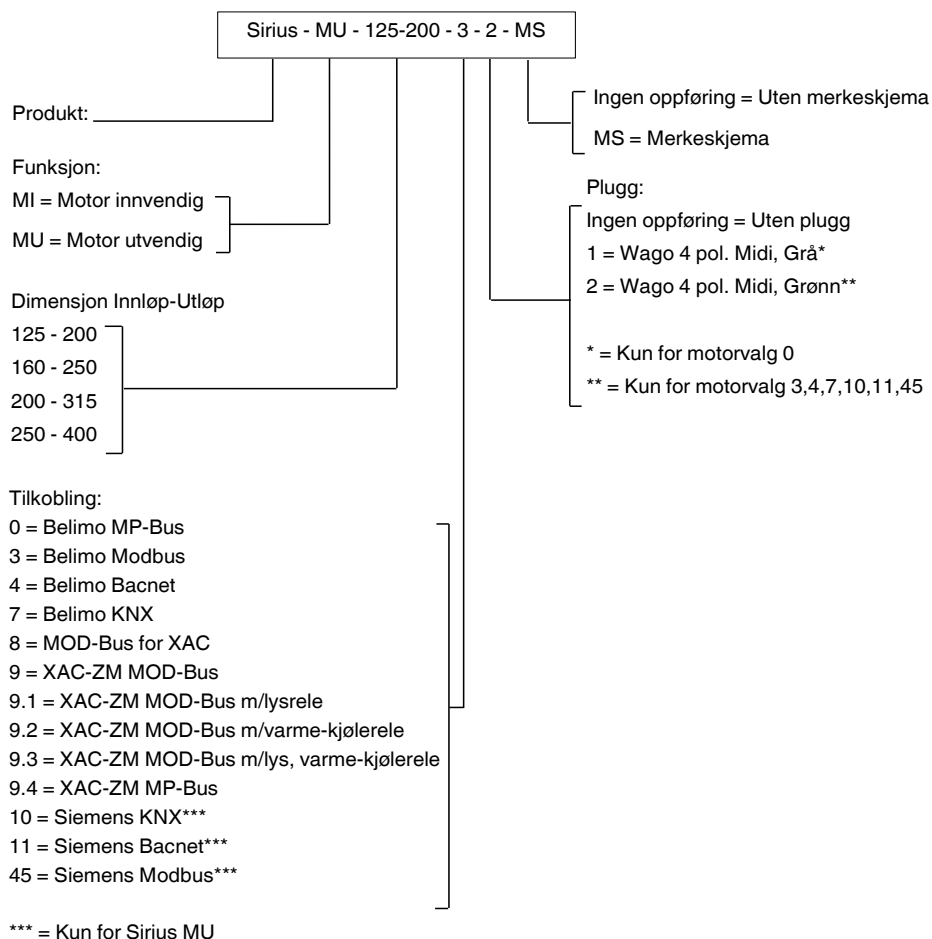 Sirius - MU - 125-200 - 3 - 2 - MS
Produkt:
Funksjon:
MI = Motor innvendig
MU = Motor utvendig
Dimensjon Innløp-Utløp
125 - 200
160 - 250
200 - 315
250 - 400
Tilkobling:
0 = Belimo MP-Bus
3 = Belimo Modbus
4 = Belimo Bacnet
7 = Belimo KNX
8 = MOD-Bus for XAC
9 = XAC-ZM MOD-Bus
9.1 = XAC-ZM MOD-Bus m/lysrele
9.2 = XAC-ZM MOD-Bus m/varme-kjølerele
9.3 = XAC-ZM MOD-Bus m/lys, varme-kjølerele
9.4 = XAC-ZM MP-Bus
10 = Siemens KNX***
11 = Siemens Bacnet***
45 = Siemens Modbus***
*** = Kun for Sirius MU
Ingen oppføring = Uten merkeskjema
MS = Merkeskjema
Plugg:
Ingen oppføring = Uten plugg
1 = Wago 4 pol. Midi, Grå*
2 = Wago 4 pol. Midi, Grønn**
* = Kun for motorvalg 0
** = Kun for motorvalg 3,4,7,10,11,45